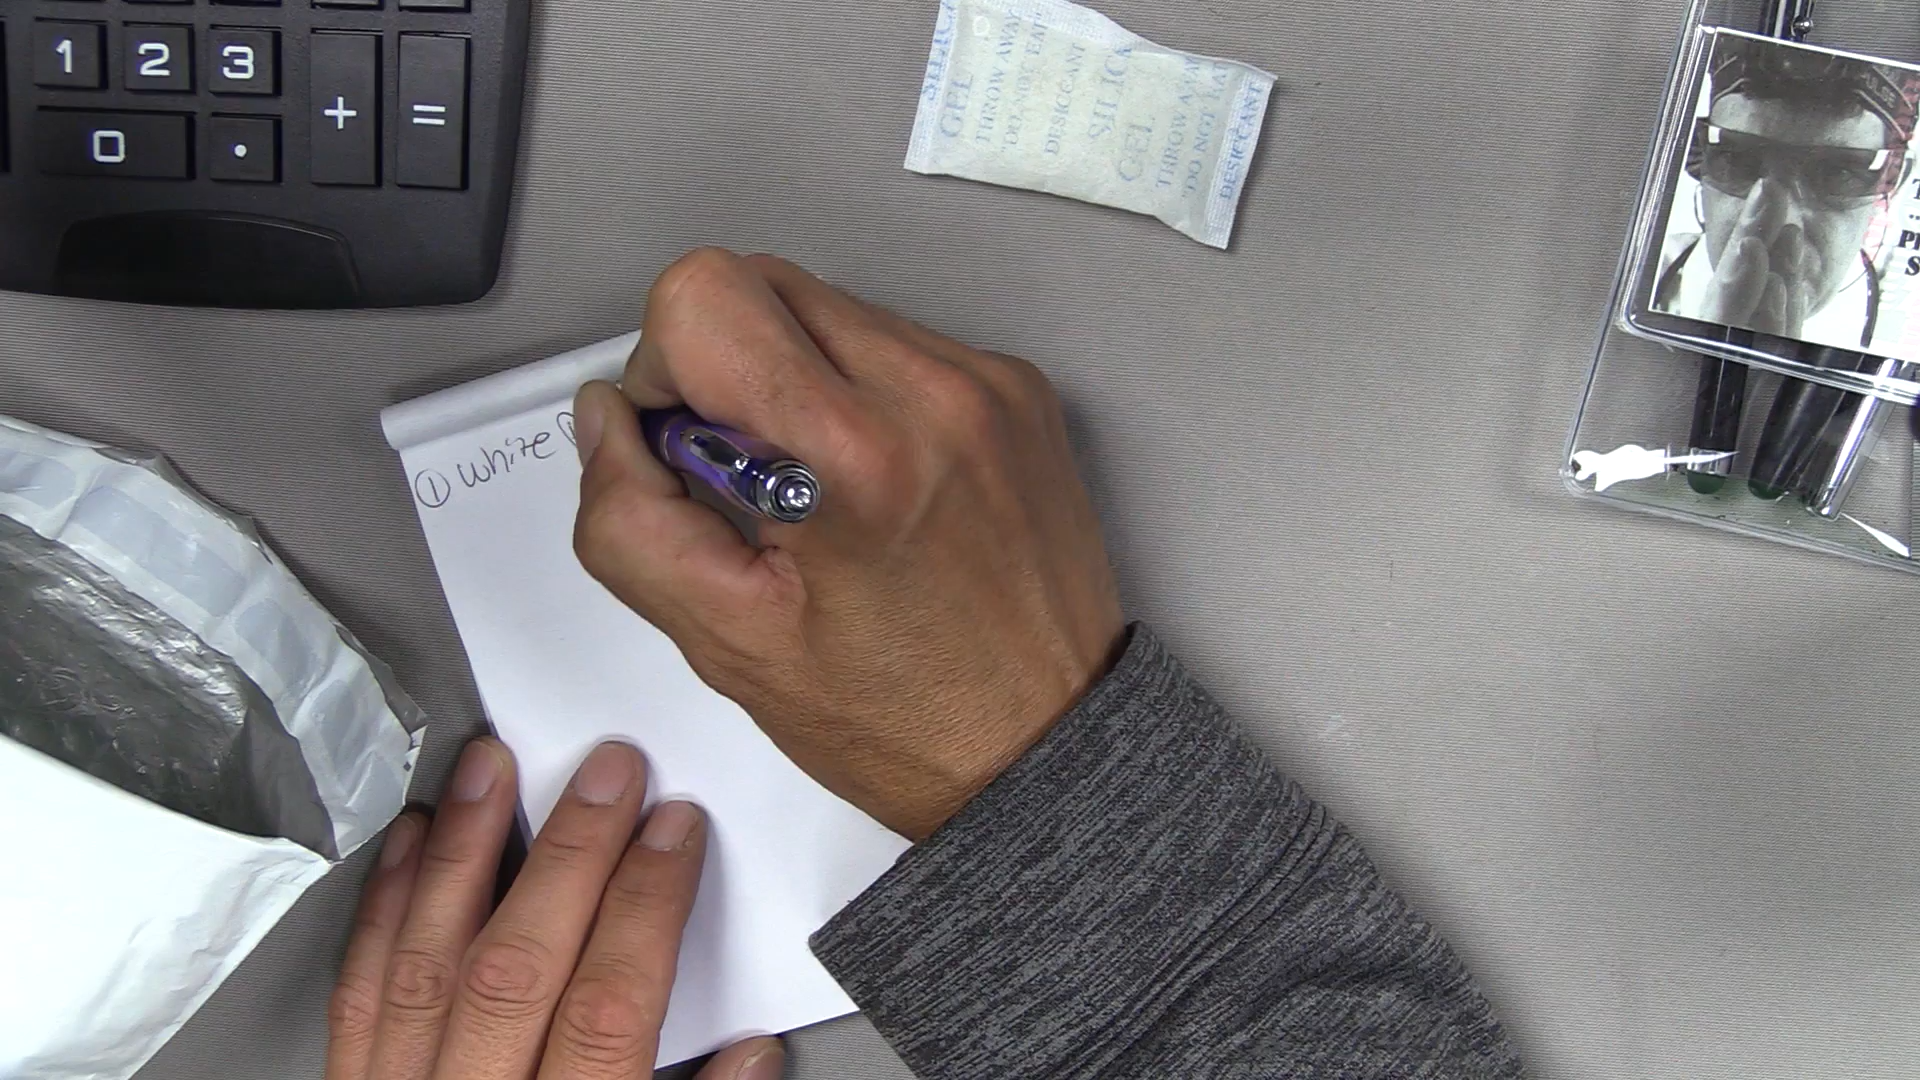 1 2 3
+ =
0 .
SILICA
GEL
THROW AWAY
"DO NOT EAT"
DESICCANT
SILICA
GEL
THROW AWAY
"DO NOT EAT
DESICCANT
① White